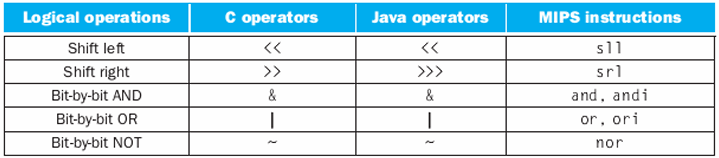 Logical operations C operators Java operators MIPS instructions
Shift left << << sll
Shift right >> >>> srl
Bit-by-bit AND & & and, andi
Bit-by-bit OR | | or, ori
Bit-by-bit NOT ~ ~ nor